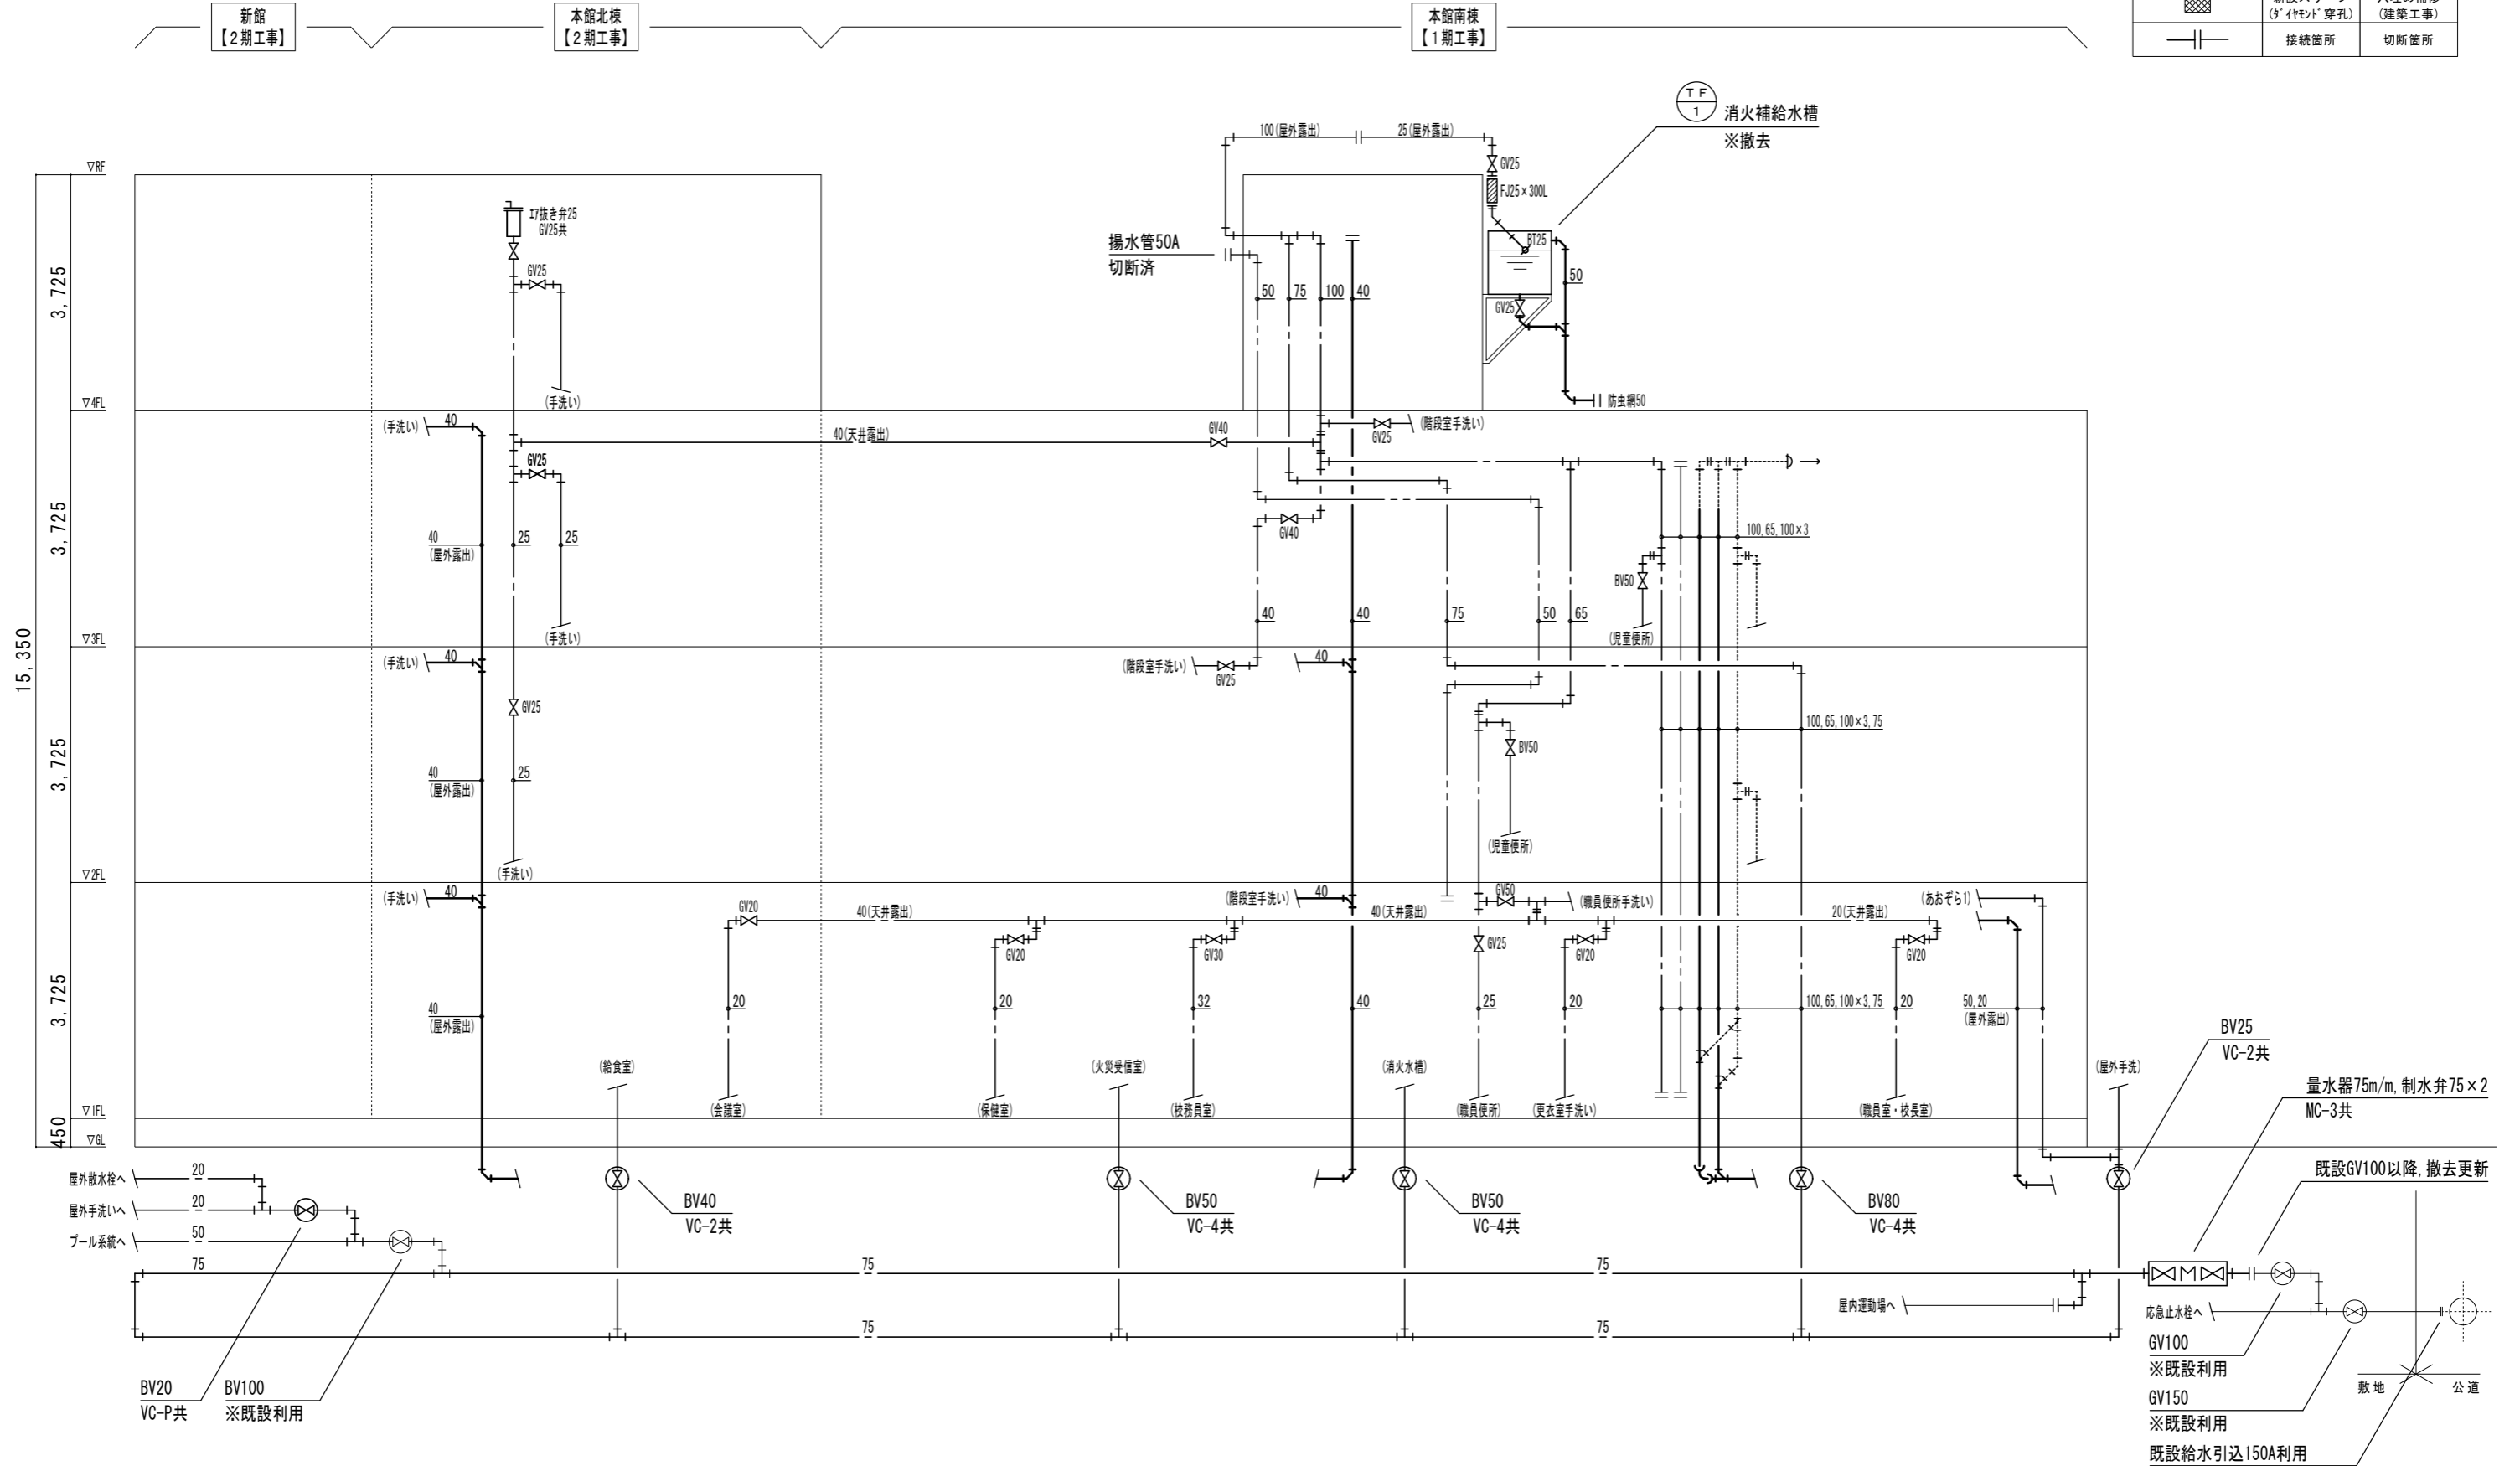 新館
【２期工事】
本館北棟
【２期工事】
本館南棟
【１期工事】
(ﾀﾞｲﾔﾓﾝﾄﾞ穿孔)
(建築工事)
接続箇所
切断箇所
ＴＦ
1
消火補給水槽
※撤去
100(屋外露出)
25(屋外露出)
GV25
FJ25×300L
▽RF
ｴｱ抜き弁25
GV25共
揚水管50A
切断済
BT25
GV25
50
75
100
40
GV25
50
3,725
(手洗い)
防虫網50
▽4FL
(手洗い)
40
40(天井露出)
GV40
GV25
(階段室手洗い)
GV25
GV40
3,725
40
(屋外露出)
25
25
100,65,100×3
BV50
40
40
75
50
65
(手洗い)
(児童便所)
▽3FL
15,350
(手洗い)
40
(階段室手洗い)
GV25
40
GV25
100,65,100×3,75
BV50
3,725
40
(屋外露出)
25
(児童便所)
(手洗い)
▽2FL
(手洗い)
40
GV20
40(天井露出)
(階段室手洗い)
40
40(天井露出)
GV50
(職員便所手洗い)
20(天井露出)
(あおぞら1)
GV20
GV30
GV25
GV20
GV20
3,725
40
(屋外露出)
20
20
32
40
25
20
100,65,100×3,75
20
50,20
(屋外露出)
BV25
VC-2共
(給食室)
(火災受信室)
(消火水槽)
(屋外手洗)
量水器75m/m,制水弁75×2
MC-3共
▽1FL
(会議室)
(保健室)
(校務員室)
(職員便所)
(更衣室手洗い)
(職員室・校長室)
450
▽GL
屋外散水栓へ
20
既設GV100以降,撤去更新
屋外手洗いへ
20
BV40
VC-2共
BV50
VC-4共
BV50
VC-4共
BV80
VC-4共
プール系統へ
50
75
75
75
屋内運動場へ
応急止水栓へ
75
75
GV100
※既設利用
BV20
VC-P共
BV100
※既設利用
敷地
公道
GV150
※既設利用
既設給水引込150A利用